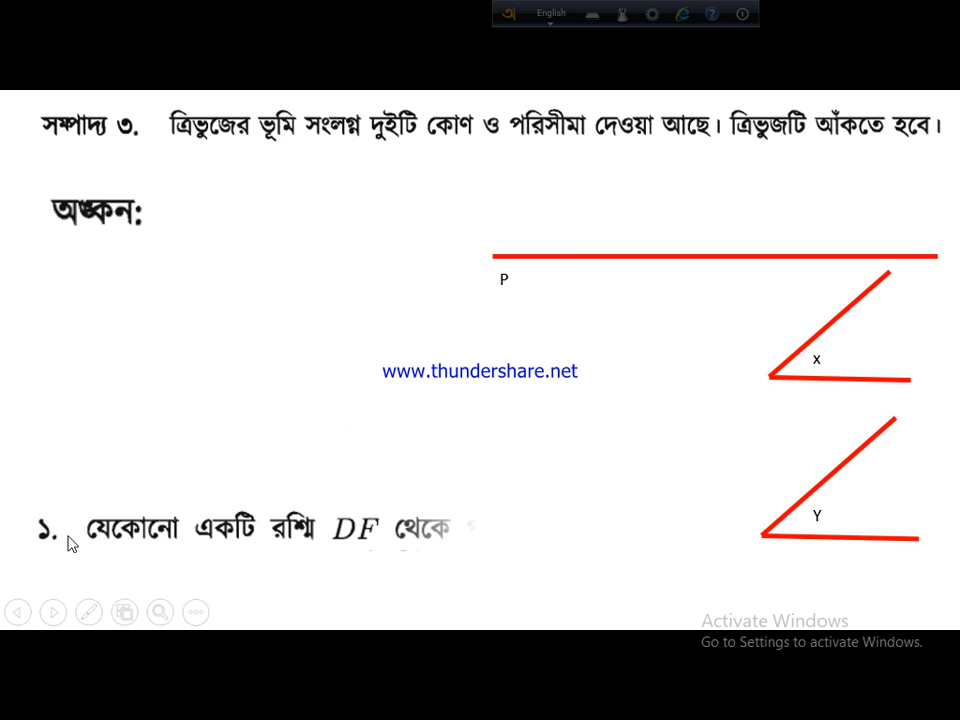 অ English
সম্পাদ্য ৩. ত্রিভুজের ভূমি সংলগ্ন দুইটি কোণ ও পরিসীমা দেওয়া আছে। ত্রিভুজটি আঁকতে হবে।
অঙ্কন:
P
x
www.thundershare.net
Y
১. যেকোনো একটি রশ্মি DF থেকে
Activate Windows
Go to Settings to activate Windows.